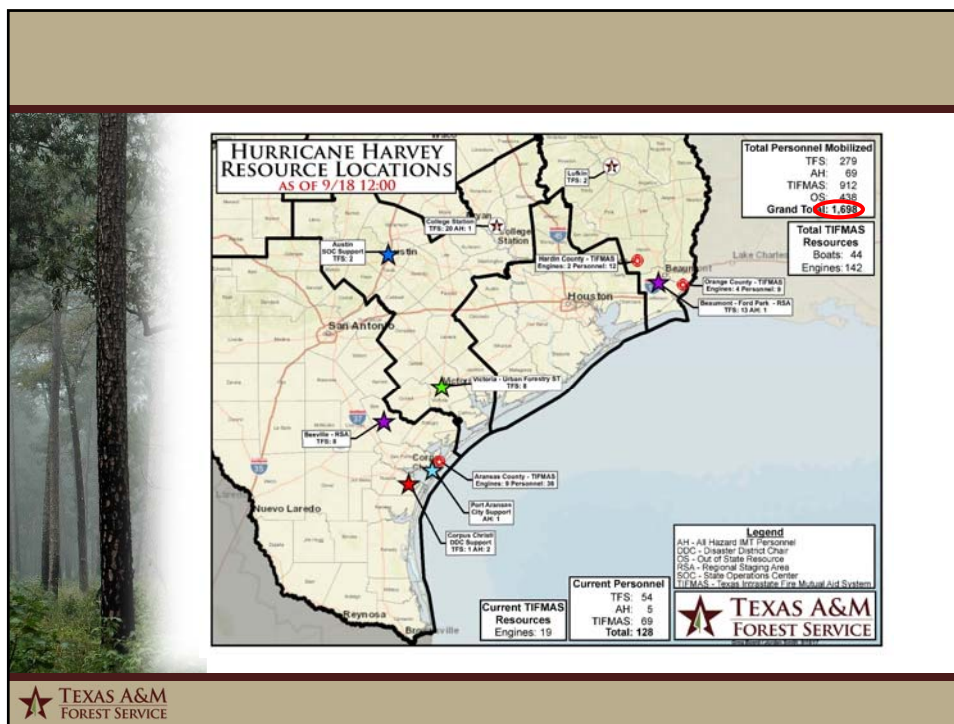 HURRICANE HARVEY
RESOURCE LOCATIONS
AS OF 9/18 12:00
Total Personnel Mobilized
TFS: 279
AH: 69
TIFMAS: 912
OS: 438
Grand Total: 1,698
Total TIFMAS
Resources
Boats: 44
Engines: 142
Waco
Lufkin
TFS: 2
College Station
TFS: 20 AH: 1
College
Station
Austin
SOC Support
TFS: 2
Hardin County - TIFMAS
Engines: 2 Personnel: 12
Lake Charles
Beaumont
Orange County - TIFMAS
Beaumont - Ford Park - RSA
TFS: 13 AH: 1
Houston
San Antonio
Victoria - Urban Forestry ST
TFS: 8
37
Beeville - RSA
TFS: 8
35
Aransas County - TIFMAS
Port Aransas
City Support
AH: 1
Corpus Christi
DDC Support
TFS: 1 AH: 2
Nuevo Laredo
Reynosa
Legend
AH - All Hazard IMT Personnel
DDC - Disaster District Chair
OS - Out of State Resource
RSA - Regional Staging Area
SOC - State Operations Center
TIFMAS - Texas Intrastate Fire Mutual Aid System
Current TIFMAS
Resources
Engines: 19
Current Personnel
TFS: 54
AH: 5
TIFMAS: 69
Total: 128
TEXAS A&M
FOREST SERVICE
TEXAS A&M
FOREST SERVICE